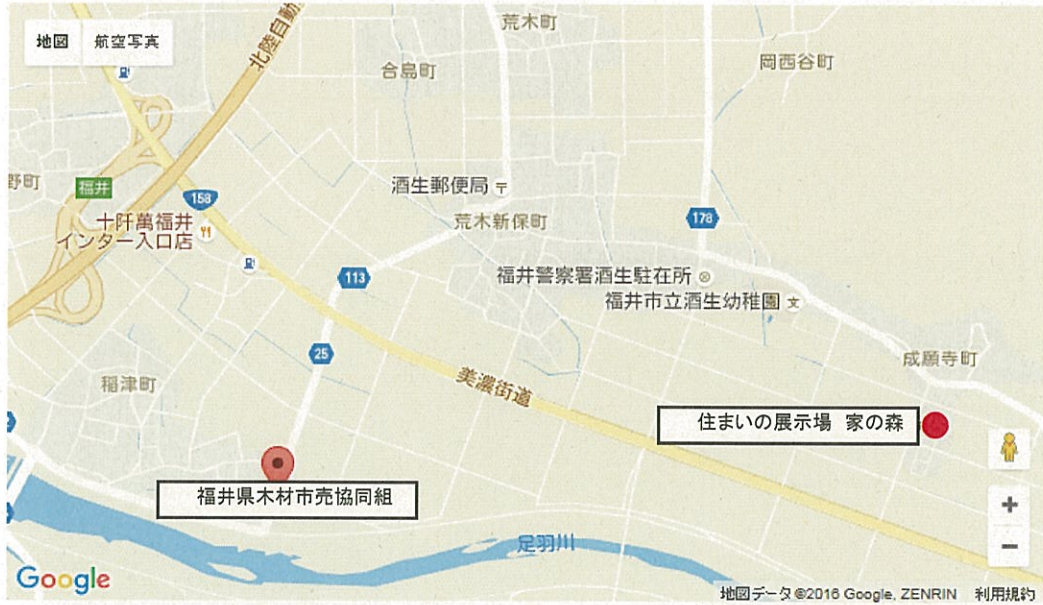 地図 航空写真
北陸自動
荒木町
合島町
岡西谷町
酒生郵便局
野町
福井
158
十阡萬福井
インター入口店
荒木新保町
178
113
福井警察署酒生駐在所
福井市立酒生幼稚園
文
25
成願寺町
稲津町
美濃街道
住まいの展示場 家の森
福井県木材市売協同組
足羽川
Google
地図データ©2016 Google, ZENRIN 利用規約